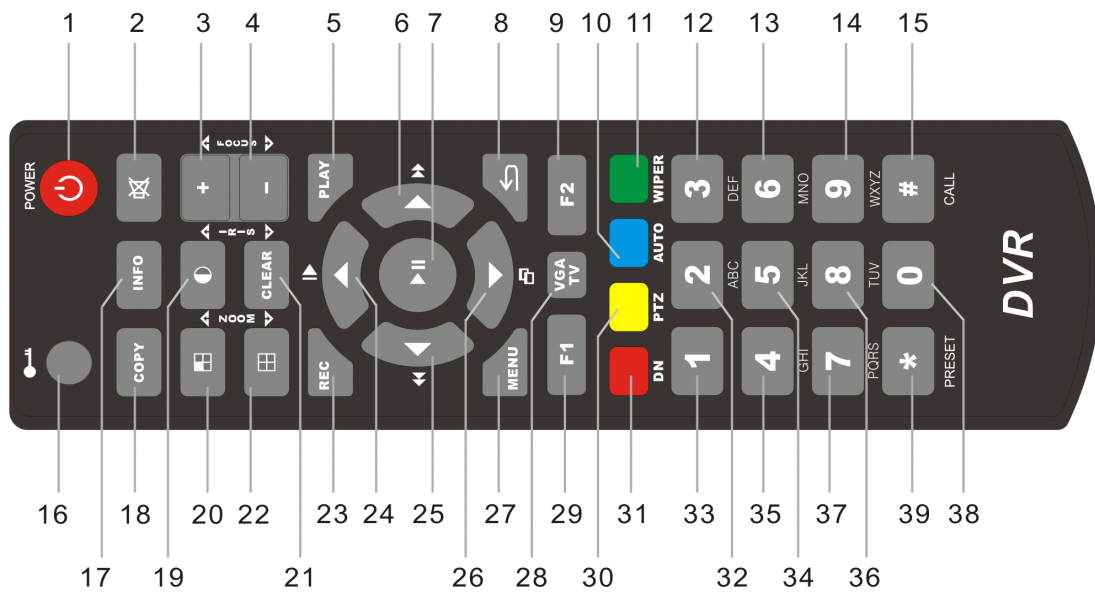 1 2 3 4 5 6 7 8 9 10 11 12 13 14 15
POWER
+
-
FOCUS
PLAY
F2
WIPER
3
DEF
6
MNO
9
WXYZ
#
CALL
INFO
IRIS
CLEAR
VGA
TV
AUTO
PTZ
2
ABC
5
JKL
8
TUV
0
COPY
ZOOM
REC
MENU
F1
DN
1
4
GHI
7
PQRS
*
PRESET
DVR
16 18 20 22 23 24 25 27 29 31 33 35 37 39 38
17 19 21 26 28 30 32 34 36